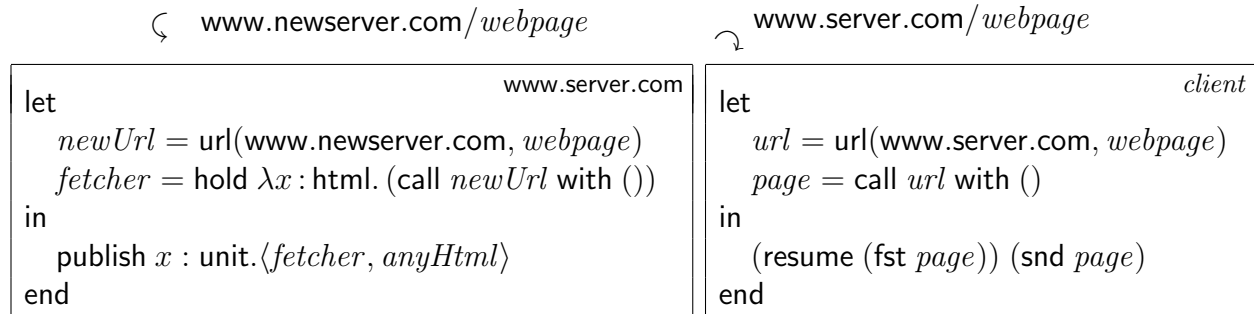 www.newserver.com/webpage
www.server.com/webpage
www.server.com
let
newUrl = url(www.newserver.com, webpage)
fetcher = hold λx : html. (call newUrl with ())
in
publish x : unit.⟨fetcher, anyHtml⟩
end
client
let
url = url(www.server.com, webpage)
page = call url with ()
in
(resume (fst page)) (snd page)
end